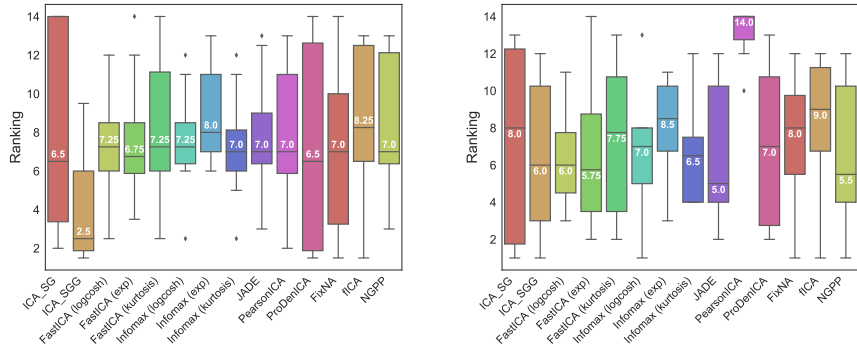 14
12
10
8
6
4
2
Ranking
6.5
2.5
7.25
6.75
7.25
7.25
8.0
7.0
7.0
7.0
6.5
7.0
8.25
7.0
ICA_SG
ICA_SGG
FastICA (logcosh)
FastICA (exp)
FastICA (kurtosis)
Infomax (logcosh)
Infomax (exp)
Infomax (kurtosis)
JADE
PearsonICA
ProDenICA
FixNA
fICA
NGPP
14
12
10
8
6
4
2
Ranking
8.0
6.0
6.0
5.75
7.75
7.0
8.5
6.5
5.0
14.0
7.0
8.0
9.0
5.5
ICA_SG
ICA_SGG
FastICA (logcosh)
FastICA (exp)
FastICA (kurtosis)
Infomax (logcosh)
Infomax (exp)
Infomax (kurtosis)
JADE
PearsonICA
ProDenICA
FixNA
fICA
NGPP